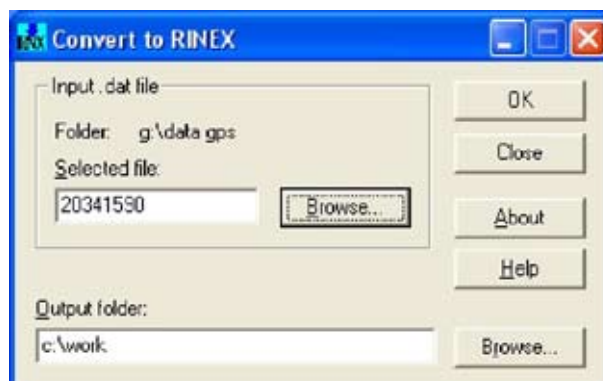 Convert to RINEX
Input .dat file
Folder: g:\data gps
Selected file:
20341590
Browse...
OK
Close
About
Help
Output folder:
c:\work
Browse...